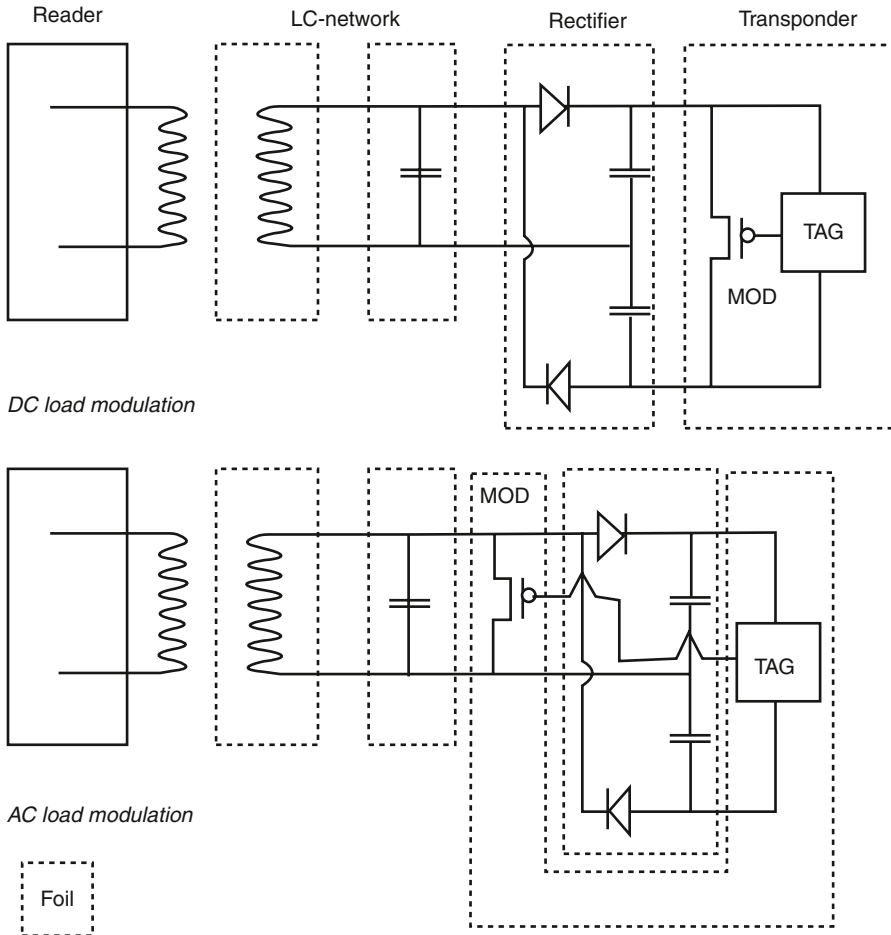 Reader LC-network Rectifier Transponder
TAG
MOD
DC load modulation
MOD
TAG
AC load modulation
Foil